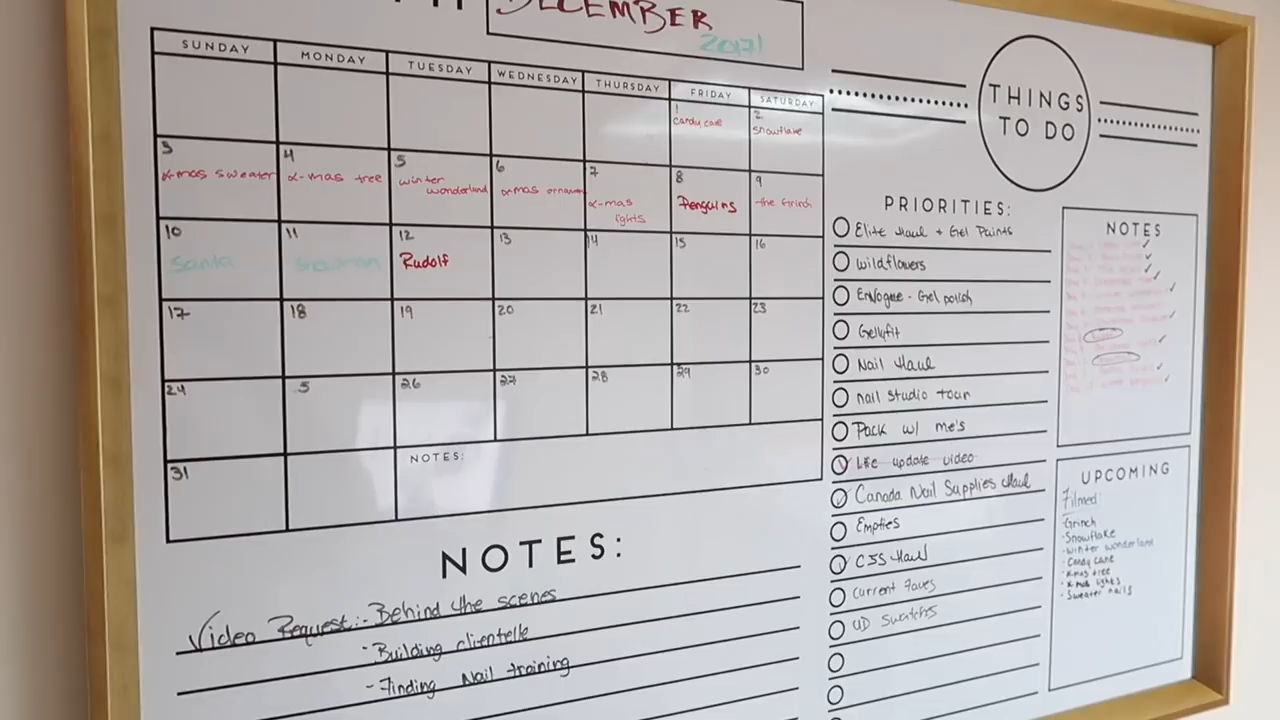 DECEMBER
2017!
SUNDAY MONDAY TUESDAY WEDNESDAY THURSDAY FRIDAY SATURDAY
1 2
candy cane snowflake
3 4 5 6 7 8 9
x-mas sweater x-mas tree winter wonderland x-mas ornament x-mas lights Penguins the Grinch
10 11 12 13 14 15 16
Santa Snowman Rudolf
17 18 19 20 21 22 23
24 5 26 27 28 29 30
31
NOTES:
NOTES:
Video Request:- Behind the scenes
- Building clientelle
- Finding Nail training
THINGS
TO DO
PRIORITIES:
Elite Haul + Gel Paints
wildflowers
EnVogue - Gel polish
Gellyfit
Nail Haul
nail studio tour
Pack w/ me's
Life update video
Canada Nail Supplies Haul
Empties
CJS Haul
current faves
UD swatches
NOTES
UPCOMING
Filmed:
-Grinch
-Snowflake
-winter wonderland
-Candy cane
-xmas tree
-x mas lights
-Sweater nails